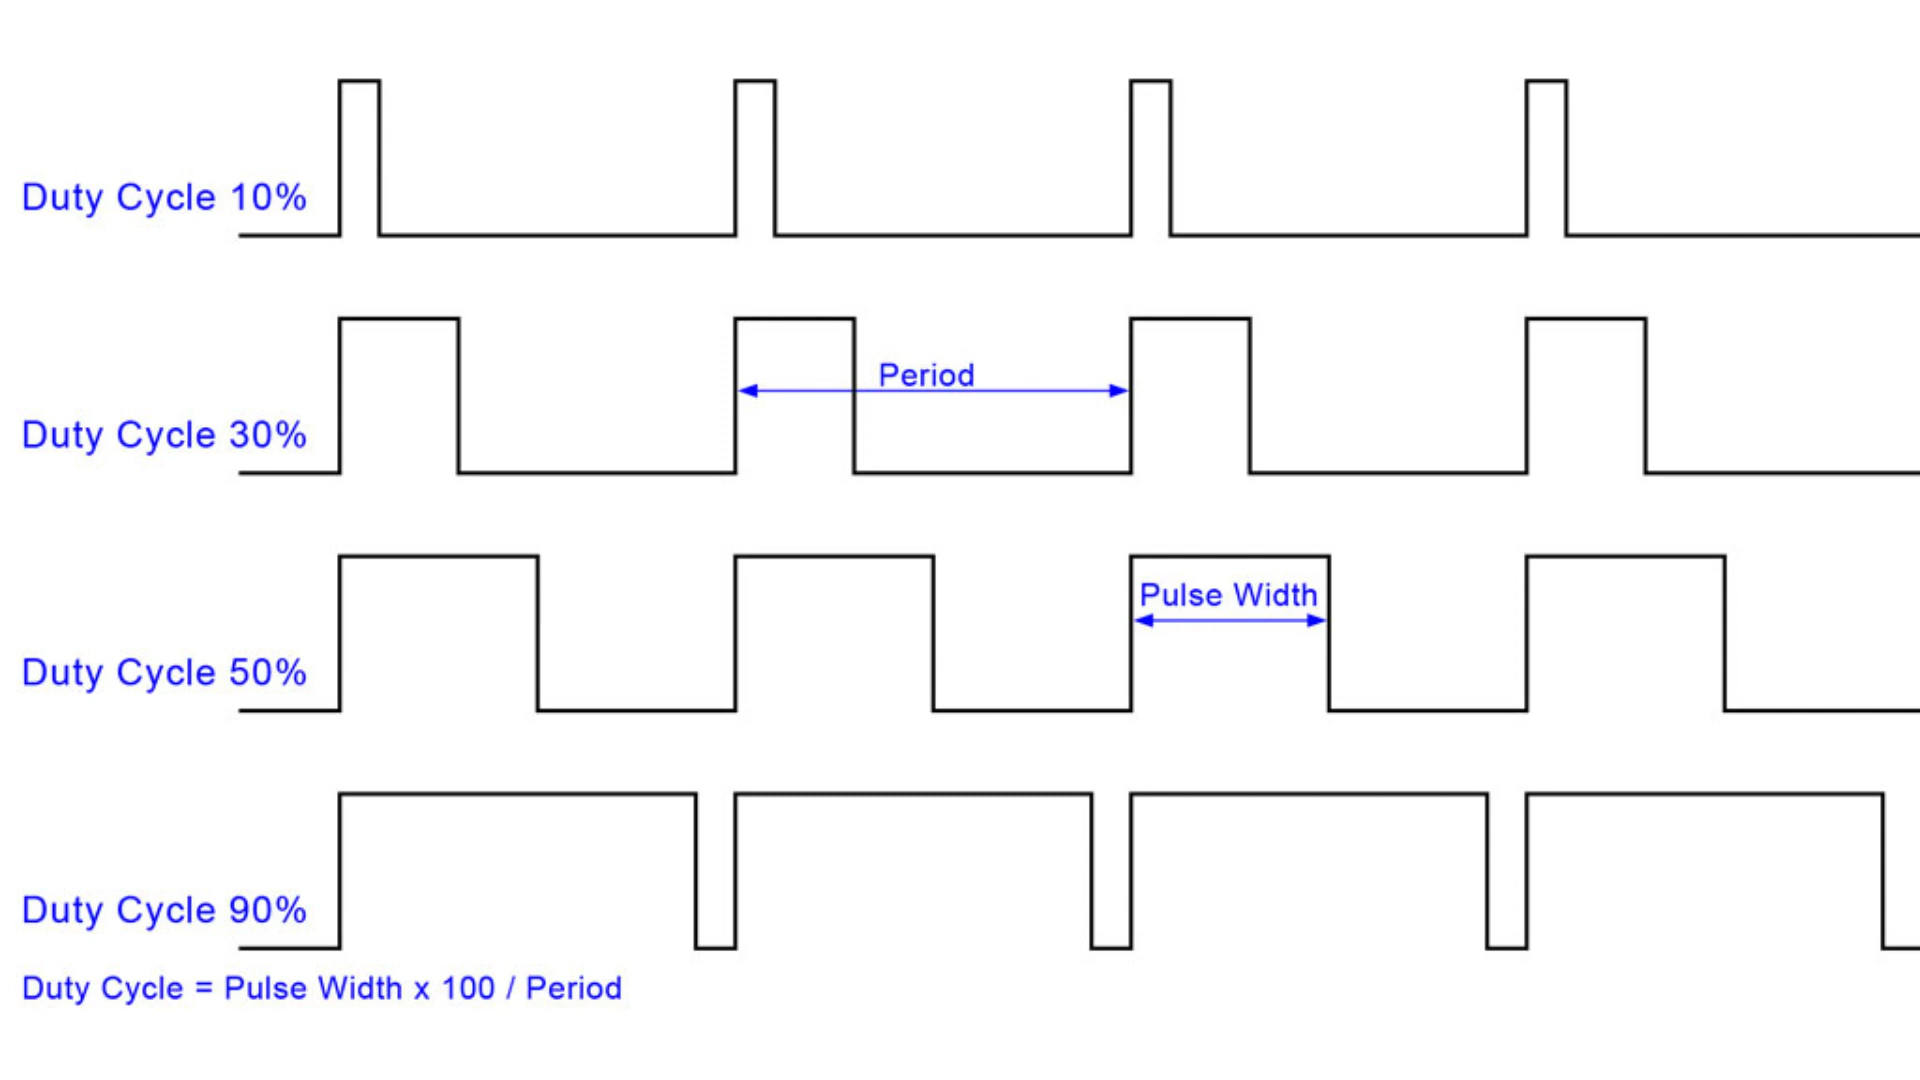 Duty Cycle 10%
Duty Cycle 30%
Period
Duty Cycle 50%
Pulse Width
Duty Cycle 90%
Duty Cycle = Pulse Width x 100 / Period